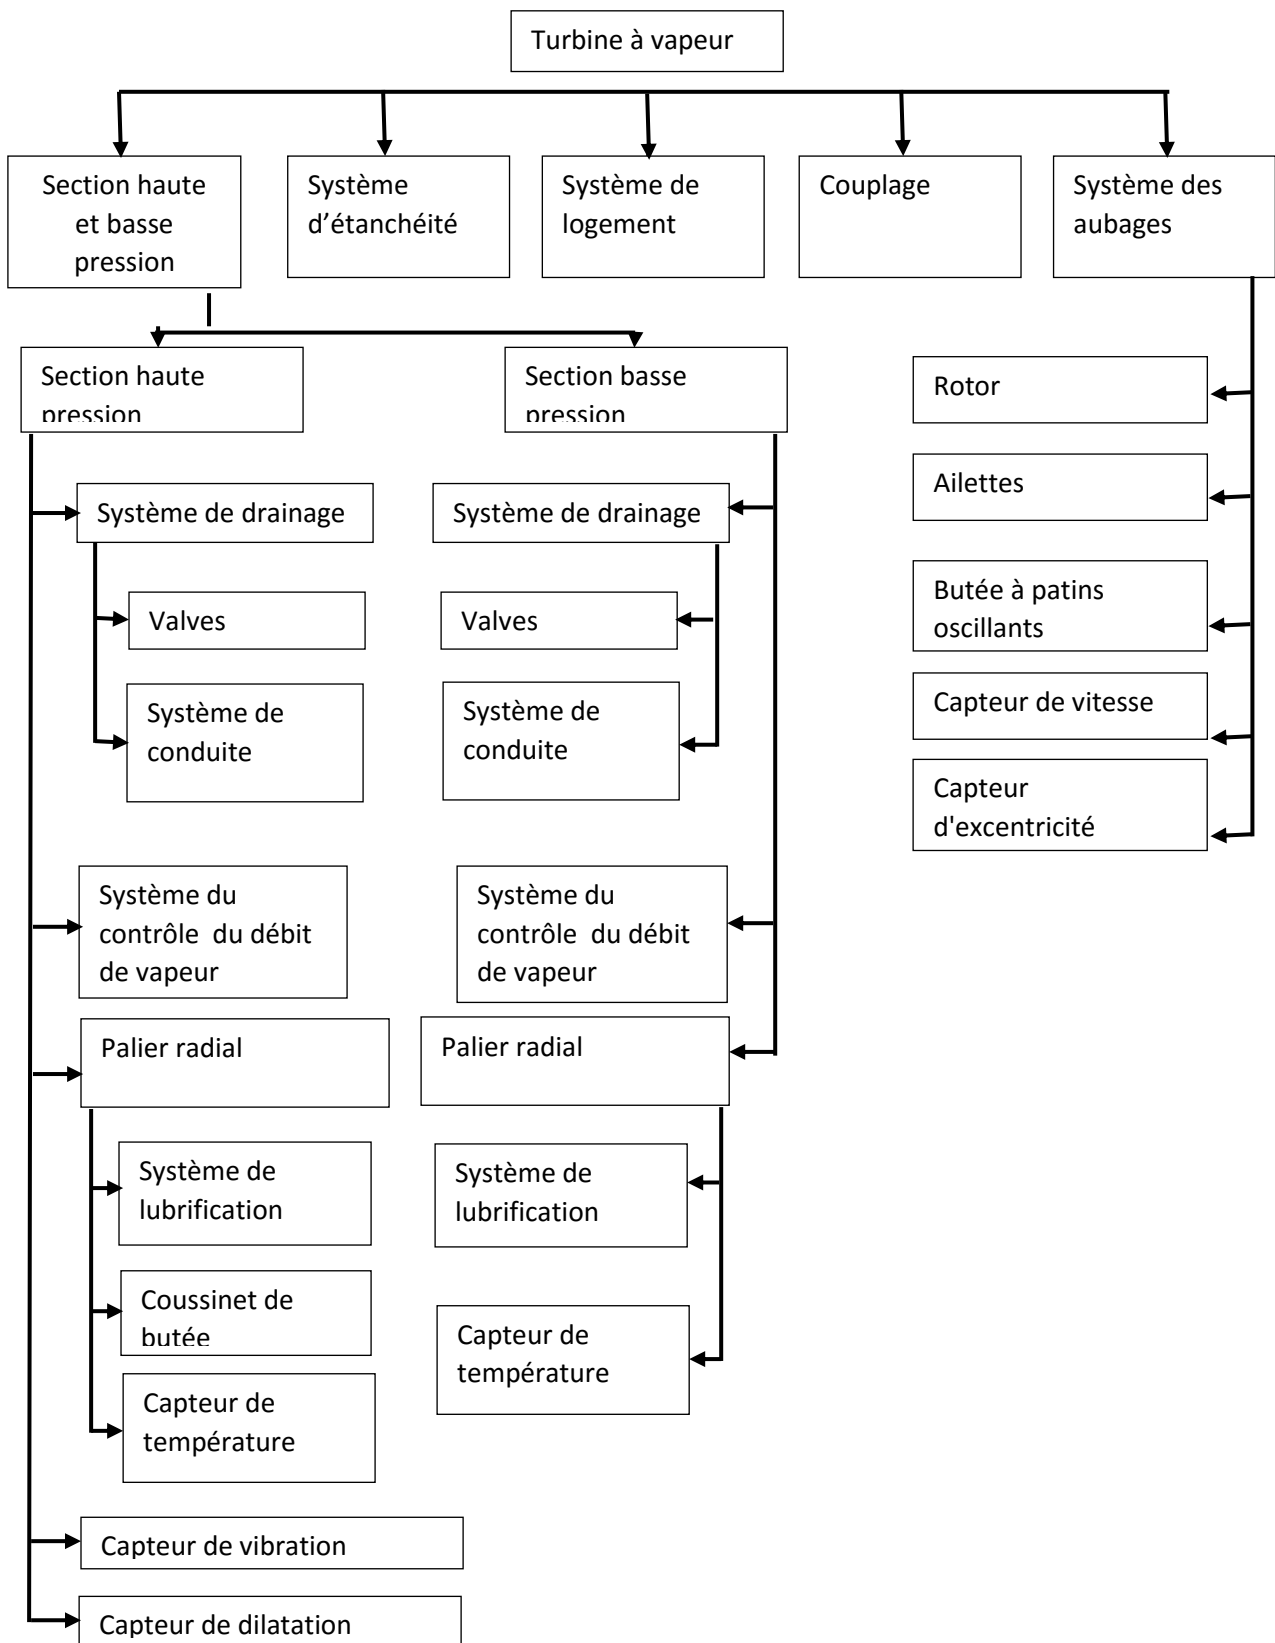 Turbine à vapeur
Section haute
et basse
pression
Système
d’étanchéité
Système de
logement
Couplage
Système des
aubages
Section haute
pression
Section basse
pression
Rotor
Ailettes
Butée à patins
oscillants
Capteur de vitesse
Capteur
d'excentricité
Système de drainage
Système de drainage
Valves
Valves
Système de
conduite
Système de
conduite
Système du
contrôle  du débit
de vapeur
Système du
contrôle  du débit
de vapeur
Palier radial
Palier radial
Système de
lubrification
Système de
lubrification
Coussinet de
butée
Capteur de
température
Capteur de
température
Capteur de vibration
Capteur de dilatation